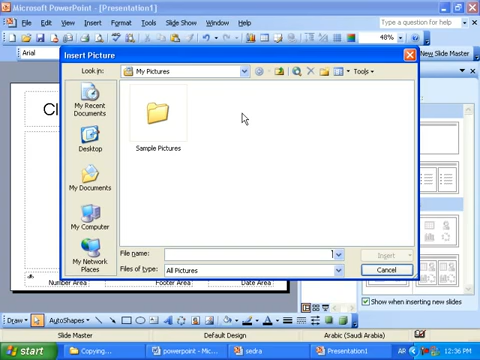 Microsoft PowerPoint - [Presentation1]
File Edit View Insert Format Tools Slide Show Window Help
Type a question for help
48%
Arial
New Slide Master
Insert Picture
Look in:
My Pictures
Tools
My Recent Documents
Desktop
My Documents
My Computer
My Network Places
Sample Pictures
File name:
Insert
Files of type:
All Pictures
Cancel
Number Area
Footer Area
Date Area
Show when inserting new slides
Draw
AutoShapes
Slide Master
Default Design
Arabic (Saudi Arabia)
start
Copying...
powerpoint - Mic...
sedra
Presentation1
AR
12:36 PM